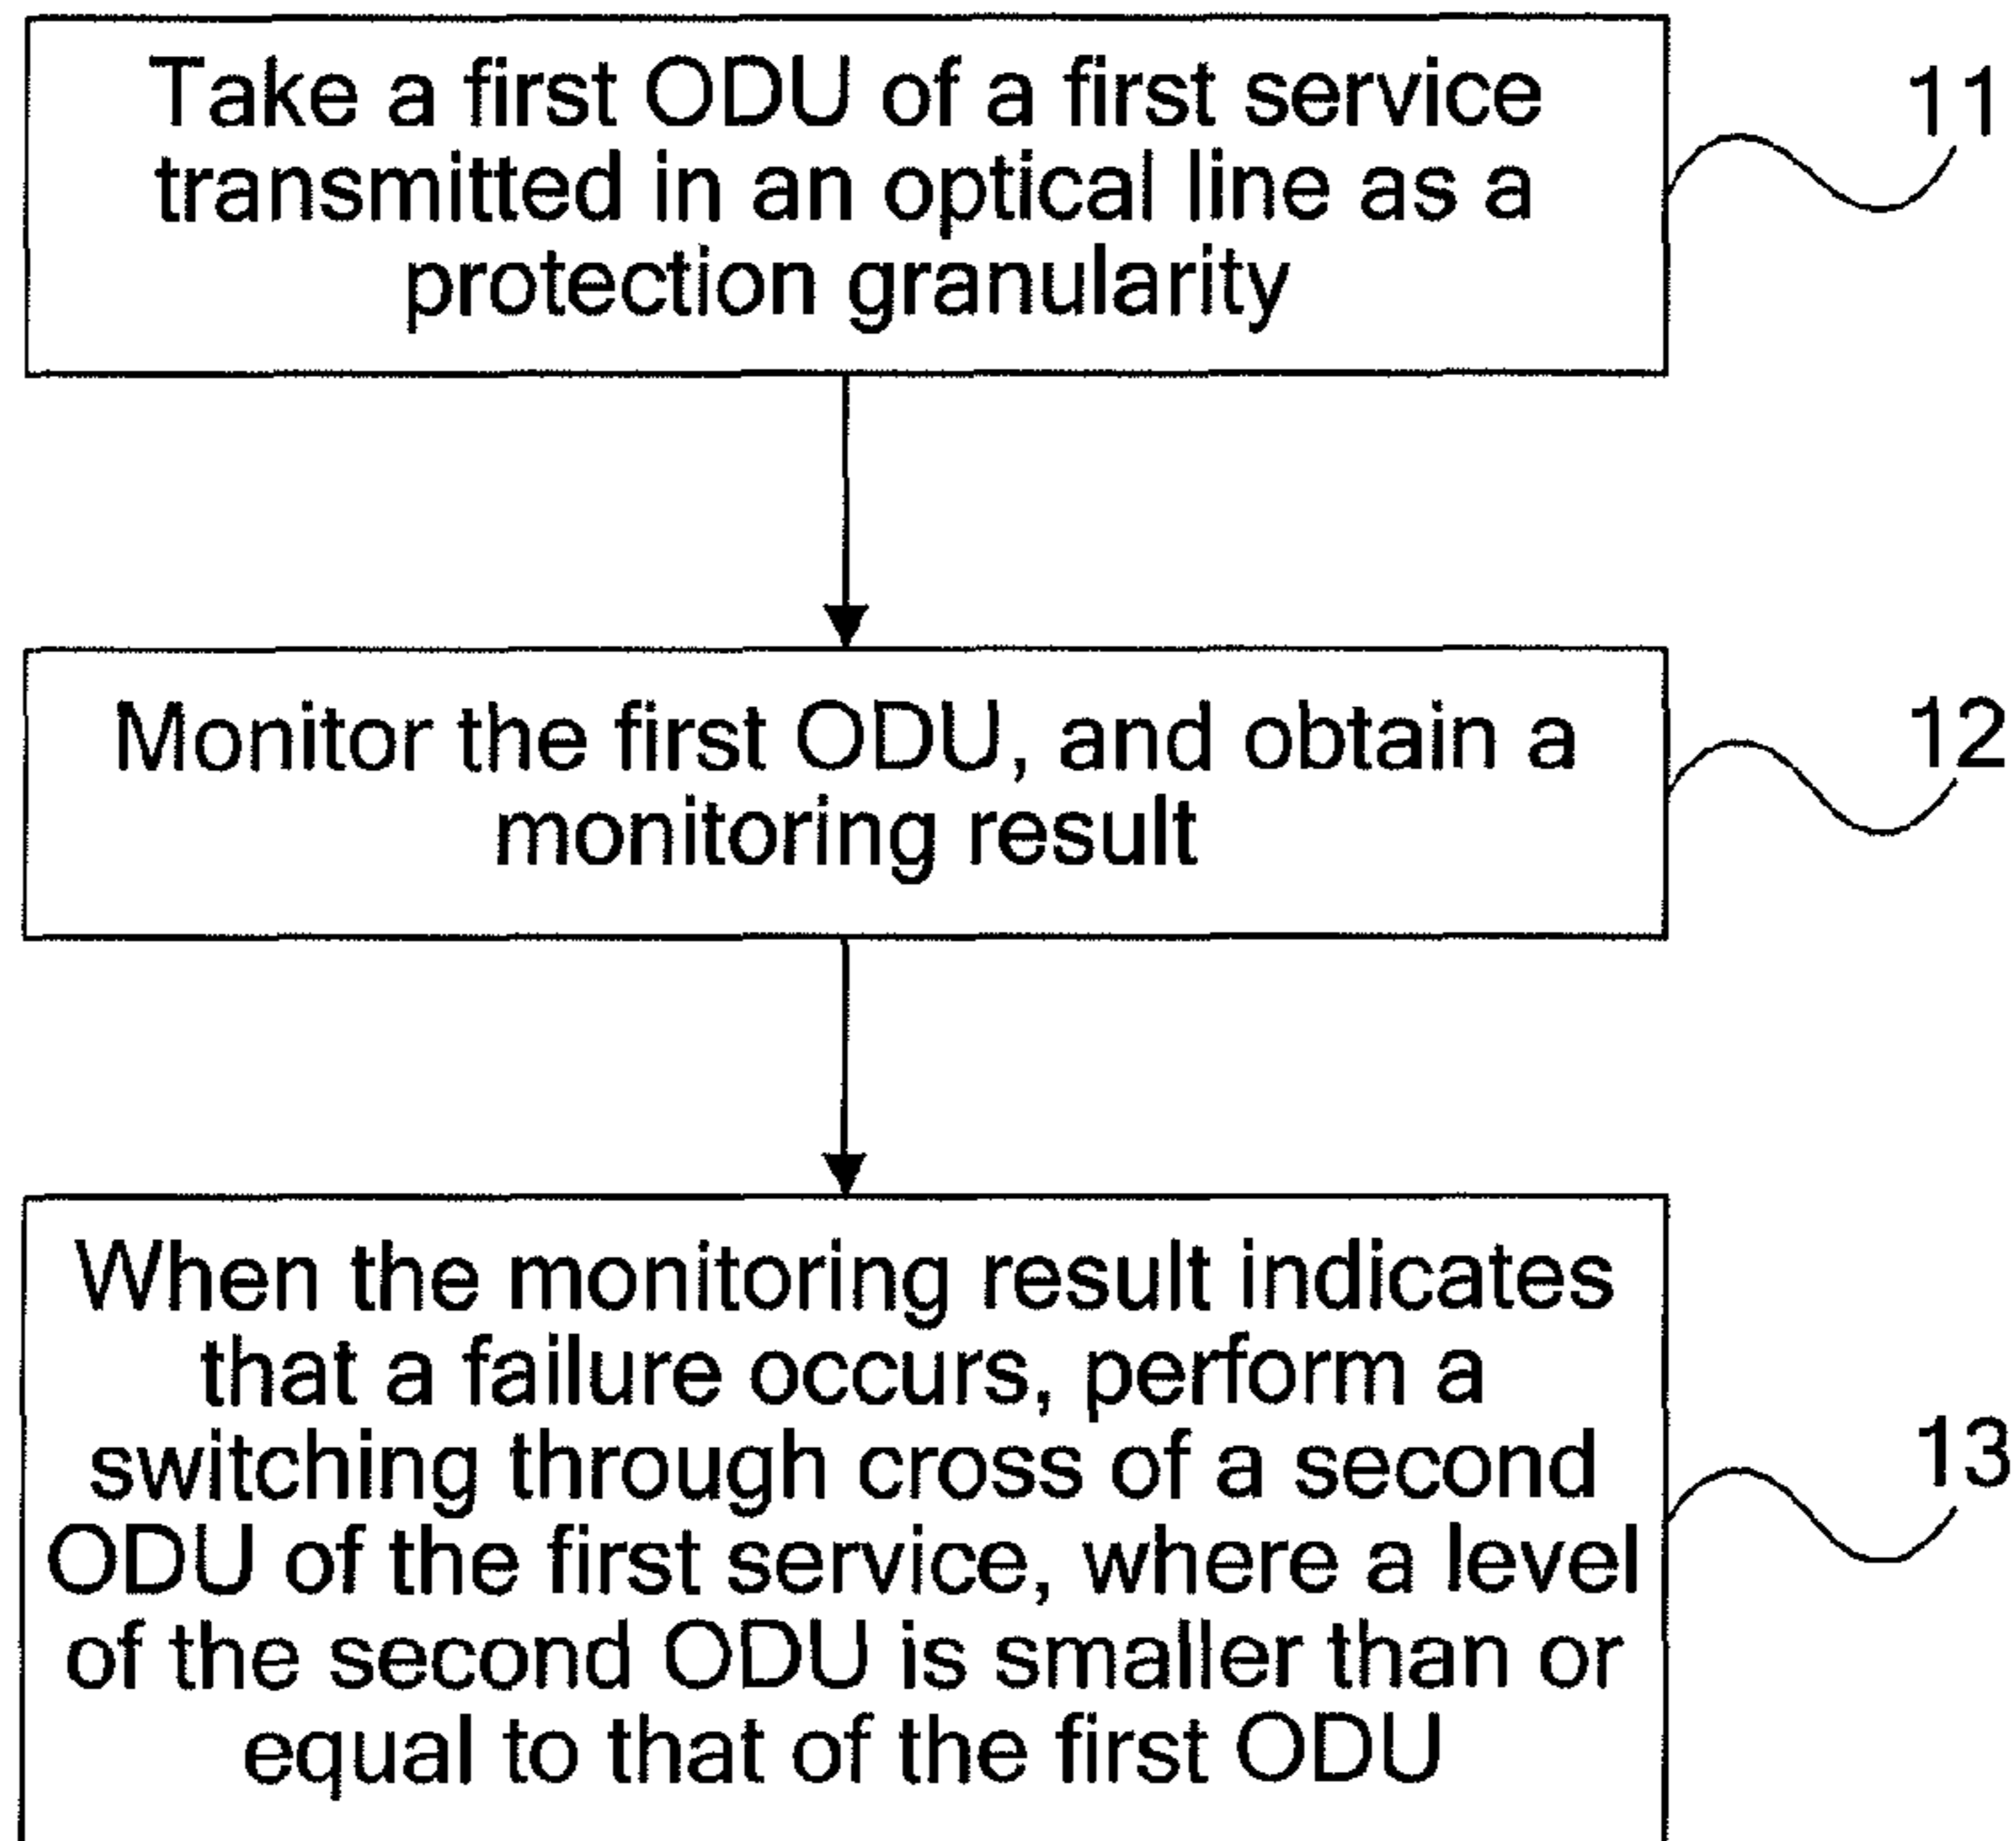 Take a first ODU of a first service
transmitted in an optical line as a
protection granularity
11
Monitor the first ODU, and obtain a
monitoring result
12
When the monitoring result indicates
that a failure occurs, perform a
switching through cross of a second
ODU of the first service, where a level
of the second ODU is smaller than or
equal to that of the first ODU
13